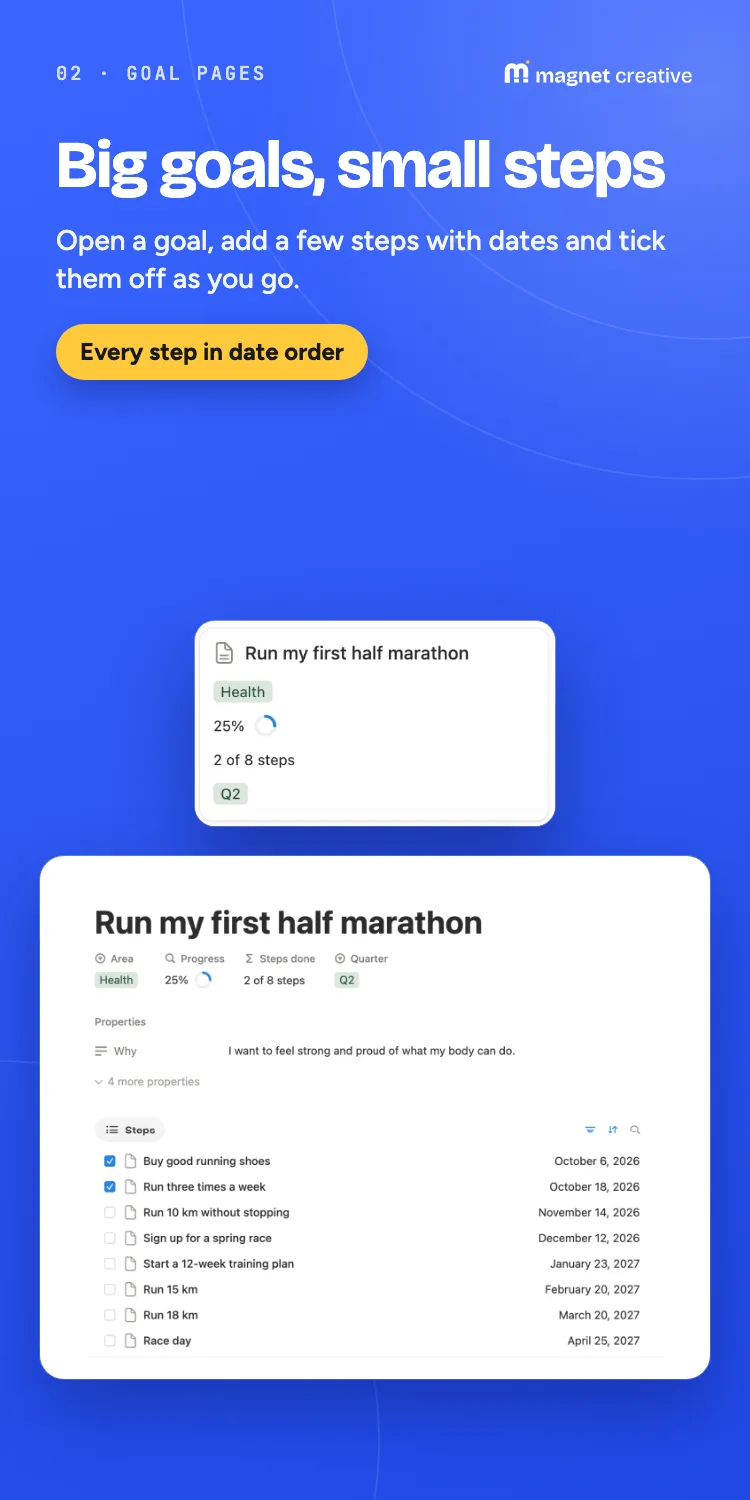 02 · GOAL PAGES
magnet creative
Big goals, small steps
Open a goal, add a few steps with dates and tick
them off as you go.
Every step in date order
Run my first half marathon
Health
25%
2 of 8 steps
Q2
Run my first half marathon
Area Progress Steps done Quarter
Health 25% 2 of 8 steps Q2
Properties
Why I want to feel strong and proud of what my body can do.
4 more properties
Steps
Buy good running shoes October 6, 2026
Run three times a week October 18, 2026
Run 10 km without stopping November 14, 2026
Sign up for a spring race December 12, 2026
Start a 12-week training plan January 23, 2027
Run 15 km February 20, 2027
Run 18 km March 20, 2027
Race day April 25, 2027